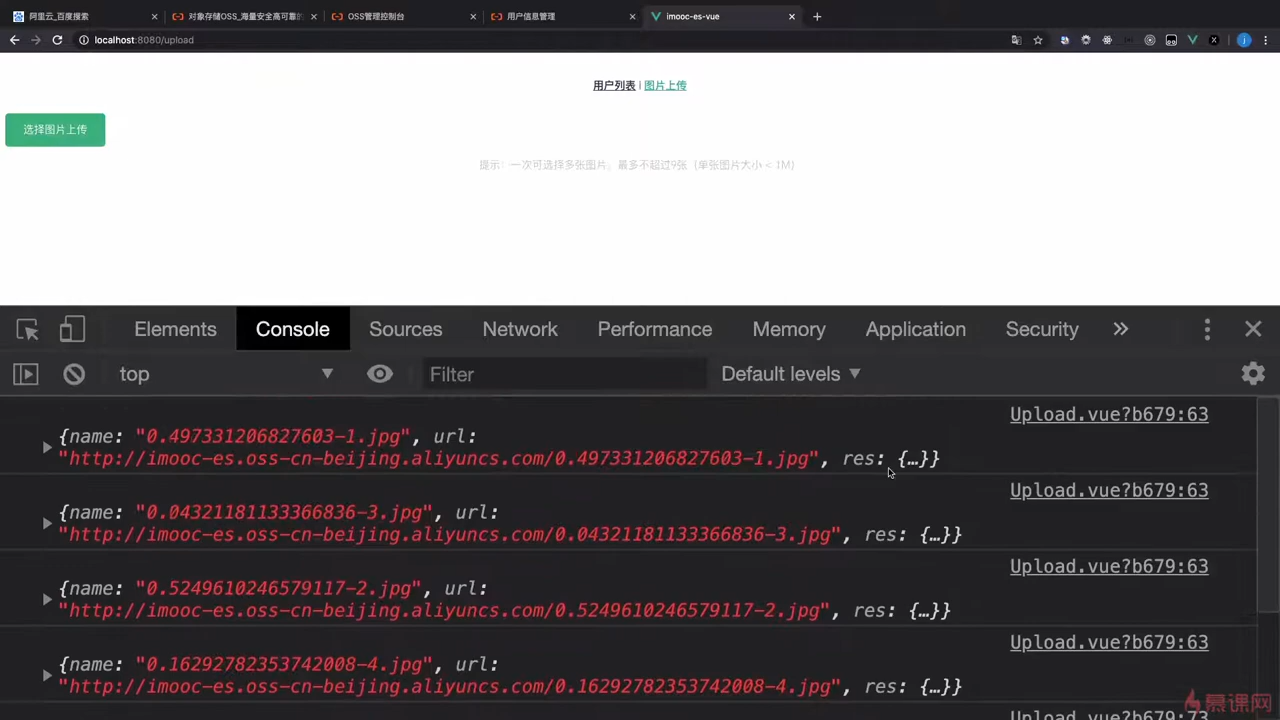 阿里云_百度搜索
对象存储OSS_海量安全高可靠的
OSS管理控制台
用户信息管理
imooc-es-vue
localhost:8080/upload
用户列表 | 图片上传
选择图片上传
提示：一次可选择多张图片，最多不超过9张（单张图片大小 < 1M）
Elements Console Sources Network Performance Memory Application Security
top Filter Default levels
Upload.vue?b679:63
{name: "0.497331206827603-1.jpg", url:
"http://imooc-es.oss-cn-beijing.aliyuncs.com/0.497331206827603-1.jpg", res: {…}}
Upload.vue?b679:63
{name: "0.04321181133366836-3.jpg", url:
"http://imooc-es.oss-cn-beijing.aliyuncs.com/0.04321181133366836-3.jpg", res: {…}}
Upload.vue?b679:63
{name: "0.5249610246579117-2.jpg", url:
"http://imooc-es.oss-cn-beijing.aliyuncs.com/0.5249610246579117-2.jpg", res: {…}}
Upload.vue?b679:63
{name: "0.16292782353742008-4.jpg", url:
"http://imooc-es.oss-cn-beijing.aliyuncs.com/0.16292782353742008-4.jpg", res: {…}}
Upload.vue?b679:73
慕课网